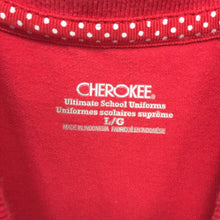 CHEROKEE®
Ultimate School Uniforms
Uniformes scolaires suprême
L/G
MADE IN INDONESIA FABRIQUÉ EN INDONÉSIE